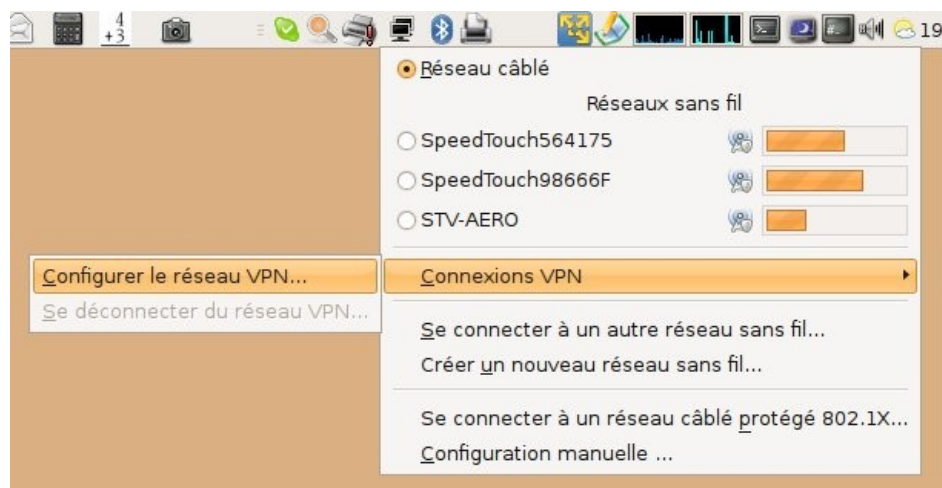 4
+3
19
Réseau câblé
Réseaux sans fil
SpeedTouch564175
SpeedTouch98666F
STV-AERO
Configurer le réseau VPN...
Connexions VPN
Se déconnecter du réseau VPN...
Se connecter à un autre réseau sans fil...
Créer un nouveau réseau sans fil...
Se connecter à un réseau câblé protégé 802.1X...
Configuration manuelle ...